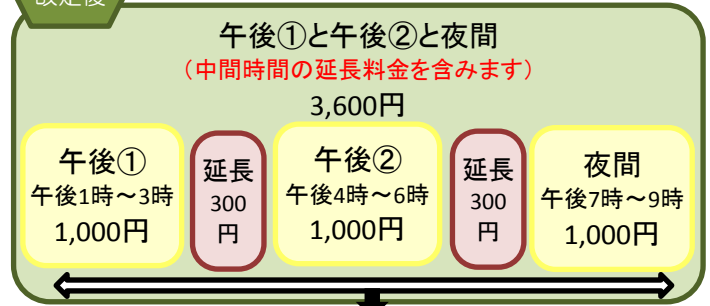 改定後
午後①と午後②と夜間
（中間時間の延長料金を含みます）
3,600円
午後①
午後1時～3時
1,000円
延長
300
円
午後②
午後4時～6時
1,000円
延長
300
円
夜間
午後7時～9時
1,000円